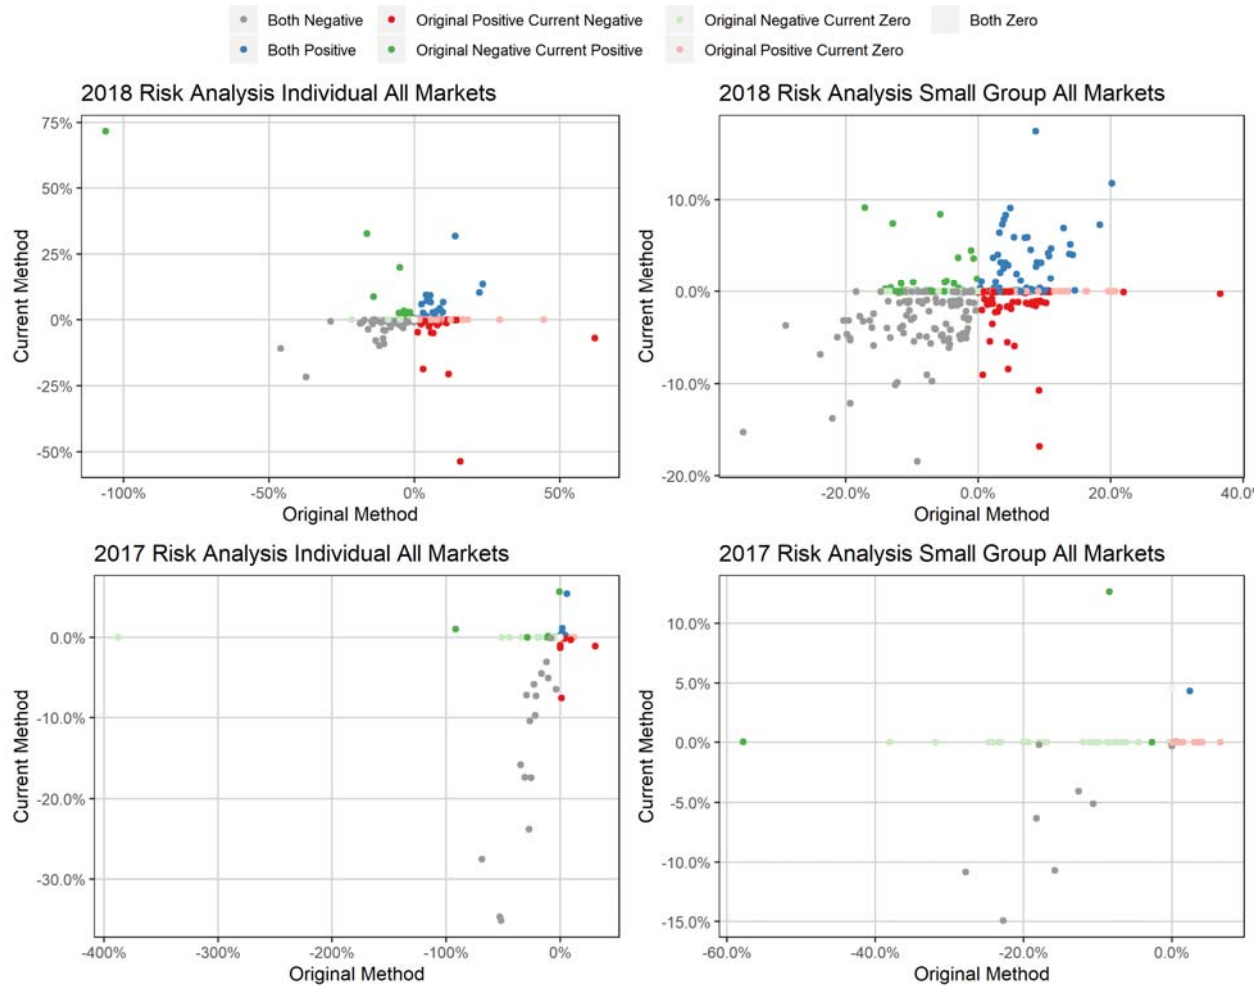 Both Negative Original Positive Current Negative Original Negative Current Zero Both Zero
Both Positive Original Negative Current Positive Original Positive Current Zero
2018 Risk Analysis Individual All Markets
75%
50%
25%
0%
-25%
-50%
Current Method
-100% -50% 0% 50%
Original Method
2018 Risk Analysis Small Group All Markets
10.0%
0.0%
-10.0%
-20.0%
Current Method
-20.0% 0.0% 20.0% 40.0
Original Method
2017 Risk Analysis Individual All Markets
0.0%
-10.0%
-20.0%
-30.0%
Current Method
-400% -300% -200% -100% 0%
Original Method
2017 Risk Analysis Small Group All Markets
10.0%
5.0%
0.0%
-5.0%
-10.0%
-15.0%
Current Method
-60.0% -40.0% -20.0% 0.0%
Original Method